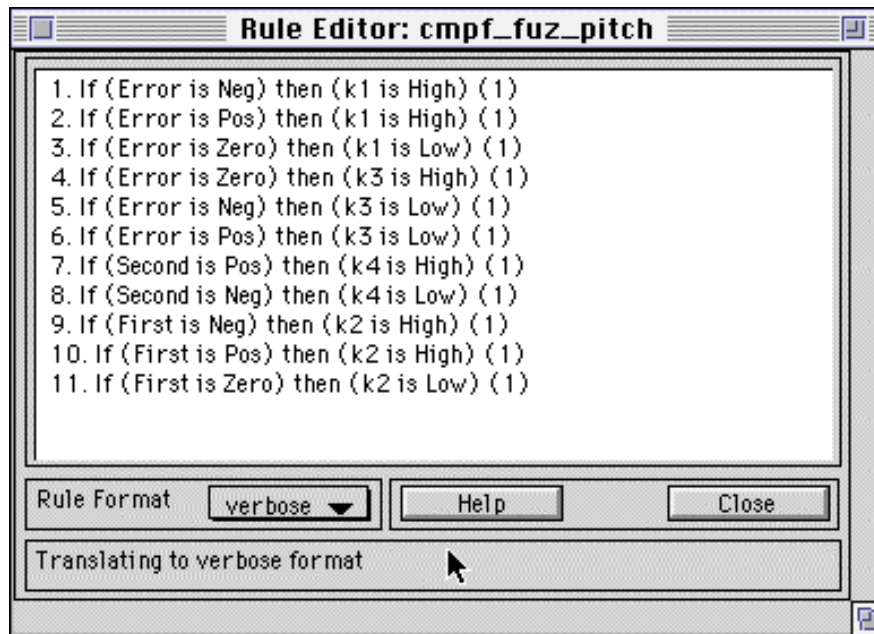 Rule Editor: cmpf_fuz_pitch
1. If (Error is Neg) then (k1 is High) (1)
2. If (Error is Pos) then (k1 is High) (1)
3. If (Error is Zero) then (k1 is Low) (1)
4. If (Error is Zero) then (k3 is High) (1)
5. If (Error is Neg) then (k3 is Low) (1)
6. If (Error is Pos) then (k3 is Low) (1)
7. If (Second is Pos) then (k4 is High) (1)
8. If (Second is Neg) then (k4 is Low) (1)
9. If (First is Neg) then (k2 is High) (1)
10. If (First is Pos) then (k2 is High) (1)
11. If (First is Zero) then (k2 is Low) (1)
Rule Format verbose Help Close
Translating to verbose format